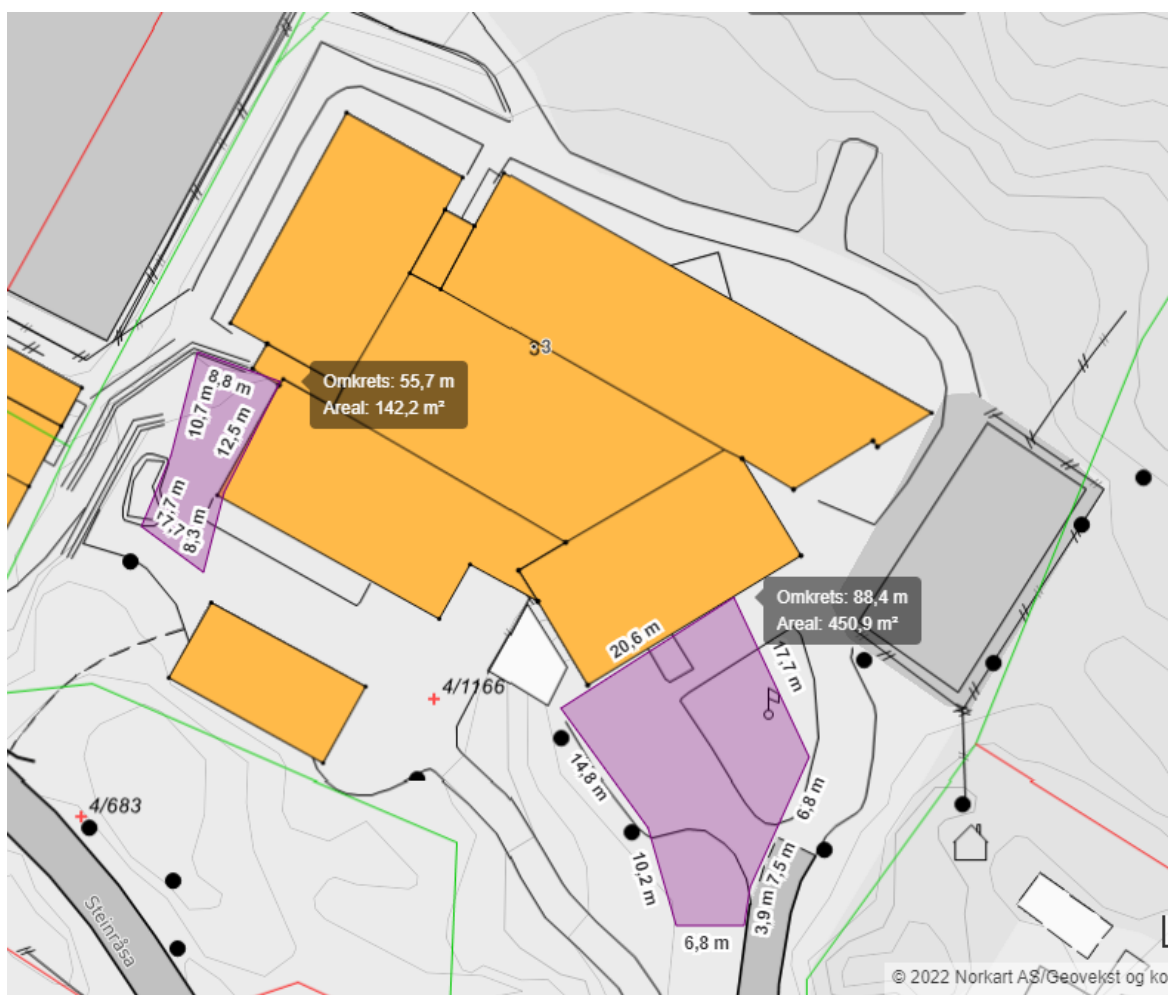 33
Omkrets: 55,7 m
Areal: 142,2 m²
8,8 m
10,7 m
12,5 m
7,7 m
8,3 m
Omkrets: 88,4 m
Areal: 450,9 m²
20,6 m
17,7 m
4/1166
14,8 m
6,8 m
4/683
7,5 m
10,2 m
3,9 m
Steinråsa
6,8 m
© 2022 Norkart AS/Geovekst og ko